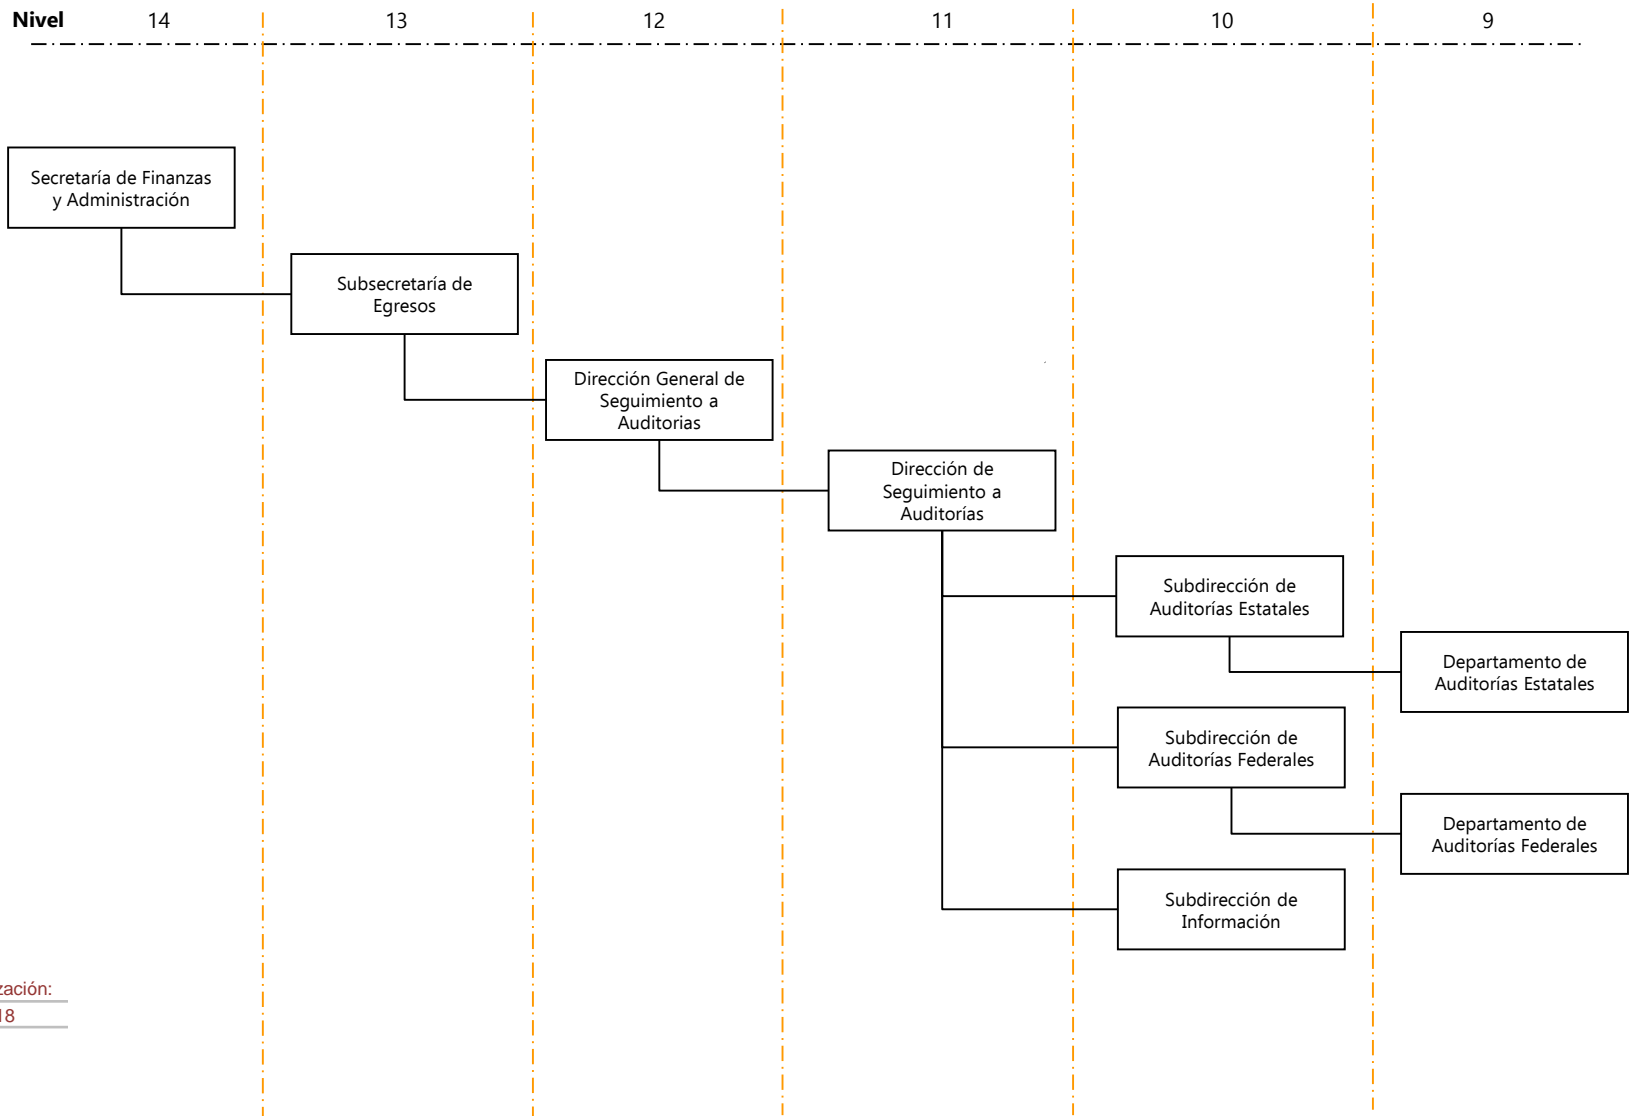 Nivel 14 13 12 11 10 9
Secretaría de Finanzas
y Administración
Subsecretaría de
Egresos
Dirección General de
Seguimiento a
Auditorias
Dirección de
Seguimiento a
Auditorías
Subdirección de
Auditorías Estatales
Departamento de
Auditorías Estatales
Subdirección de
Auditorías Federales
Departamento de
Auditorías Federales
Subdirección de
Información
zación:
18